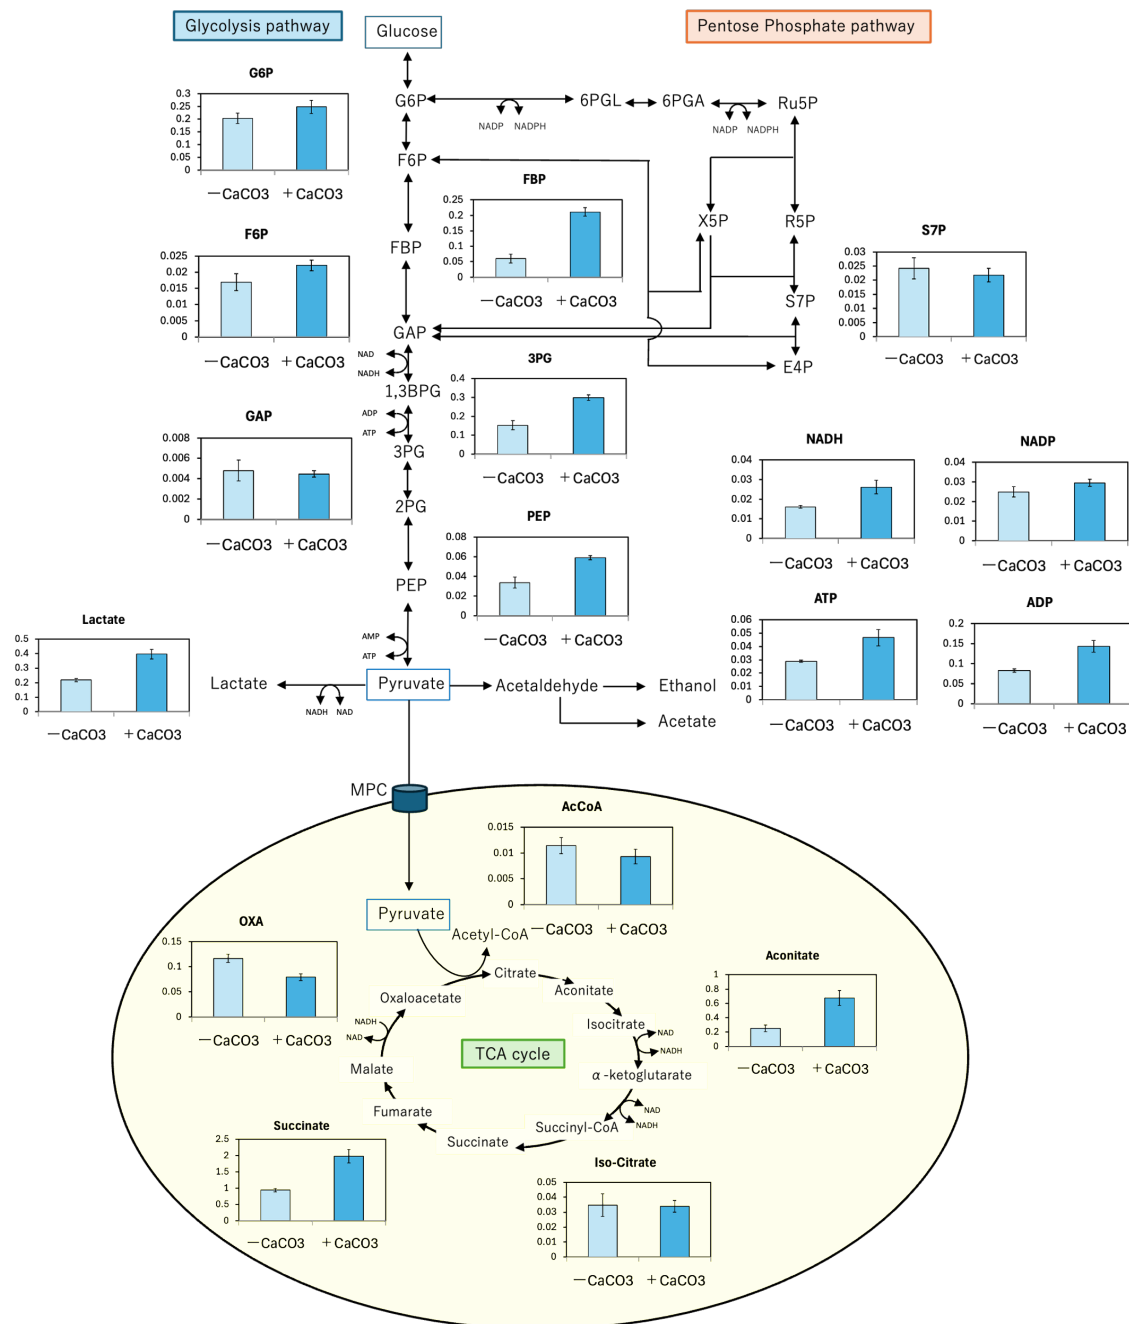 Glycolysis pathway
Glucose
Pentose Phosphate pathway
G6P
0.3
0.25
0.2
0.15
0.1
0.05
0
－CaCO3 ＋CaCO3
G6P
NADP NADPH
6PGL
6PGA
NADP NADPH
Ru5P
F6P
FBP
0.25
0.2
0.15
0.1
0.05
0
－CaCO3 ＋CaCO3
X5P
R5P
F6P
0.025
0.02
0.015
0.01
0.005
0
－CaCO3 ＋CaCO3
FBP
S7P
0.03
0.025
0.02
0.015
0.01
0.005
0
－CaCO3 ＋CaCO3
S7P
GAP
NAD
NADH
E4P
1,3BPG
3PG
0.4
0.3
0.2
0.1
0
－CaCO3 ＋CaCO3
ADP
ATP
3PG
GAP
0.008
0.006
0.004
0.002
0
－CaCO3 ＋CaCO3
2PG
NADH
0.04
0.03
0.02
0.01
0
－CaCO3 ＋CaCO3
NADP
0.04
0.03
0.02
0.01
0
－CaCO3 ＋CaCO3
PEP
0.08
0.06
0.04
0.02
0
－CaCO3 ＋CaCO3
PEP
AMP
ATP
ATP
0.06
0.05
0.04
0.03
0.02
0.01
0
－CaCO3 ＋CaCO3
ADP
0.2
0.15
0.1
0.05
0
－CaCO3 ＋CaCO3
Lactate
0.5
0.4
0.3
0.2
0.1
0
－CaCO3 ＋CaCO3
Lactate
NADH NAD
Pyruvate
Acetaldehyde
Ethanol
Acetate
MPC
AcCoA
0.015
0.01
0.005
0
－CaCO3 ＋CaCO3
Pyruvate
Acetyl-CoA
OXA
0.15
0.1
0.05
0
－CaCO3 ＋CaCO3
Citrate
Aconitate
Aconitate
1
0.8
0.6
0.4
0.2
0
－CaCO3 ＋CaCO3
Oxaloacetate
Isocitrate
NADH
NAD
NAD
NADH
TCA cycle
Malate
α-ketoglutarate
Fumarate
NAD
NADH
Succinyl-CoA
Succinate
Succinate
2.5
2
1.5
1
0.5
0
－CaCO3 ＋CaCO3
Iso-Citrate
0.05
0.04
0.03
0.02
0.01
0
－CaCO3 ＋CaCO3